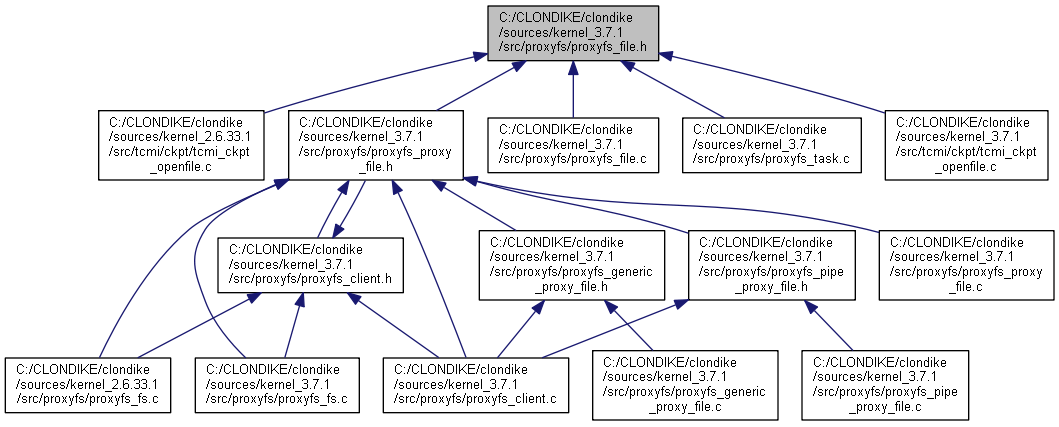 C:/CLONDIKE/clondike
/sources/kernel_3.7.1
/src/proxyfs/proxyfs_file.h
C:/CLONDIKE/clondike
/sources/kernel_2.6.33.1
/src/tcmi/ckpt/tcmi_ckpt
_openfile.c
C:/CLONDIKE/clondike
/sources/kernel_3.7.1
/src/proxyfs/proxyfs_proxy
_file.h
C:/CLONDIKE/clondike
/sources/kernel_3.7.1
/src/proxyfs/proxyfs_file.c
C:/CLONDIKE/clondike
/sources/kernel_3.7.1
/src/proxyfs/proxyfs_task.c
C:/CLONDIKE/clondike
/sources/kernel_3.7.1
/src/tcmi/ckpt/tcmi_ckpt
_openfile.c
C:/CLONDIKE/clondike
/sources/kernel_3.7.1
/src/proxyfs/proxyfs_client.h
C:/CLONDIKE/clondike
/sources/kernel_3.7.1
/src/proxyfs/proxyfs_generic
_proxy_file.h
C:/CLONDIKE/clondike
/sources/kernel_3.7.1
/src/proxyfs/proxyfs_pipe
_proxy_file.h
C:/CLONDIKE/clondike
/sources/kernel_3.7.1
/src/proxyfs/proxyfs_proxy
_file.c
C:/CLONDIKE/clondike
/sources/kernel_2.6.33.1
/src/proxyfs/proxyfs_fs.c
C:/CLONDIKE/clondike
/sources/kernel_3.7.1
/src/proxyfs/proxyfs_fs.c
C:/CLONDIKE/clondike
/sources/kernel_3.7.1
/src/proxyfs/proxyfs_client.c
C:/CLONDIKE/clondike
/sources/kernel_3.7.1
/src/proxyfs/proxyfs_generic
_proxy_file.c
C:/CLONDIKE/clondike
/sources/kernel_3.7.1
/src/proxyfs/proxyfs_pipe
_proxy_file.c